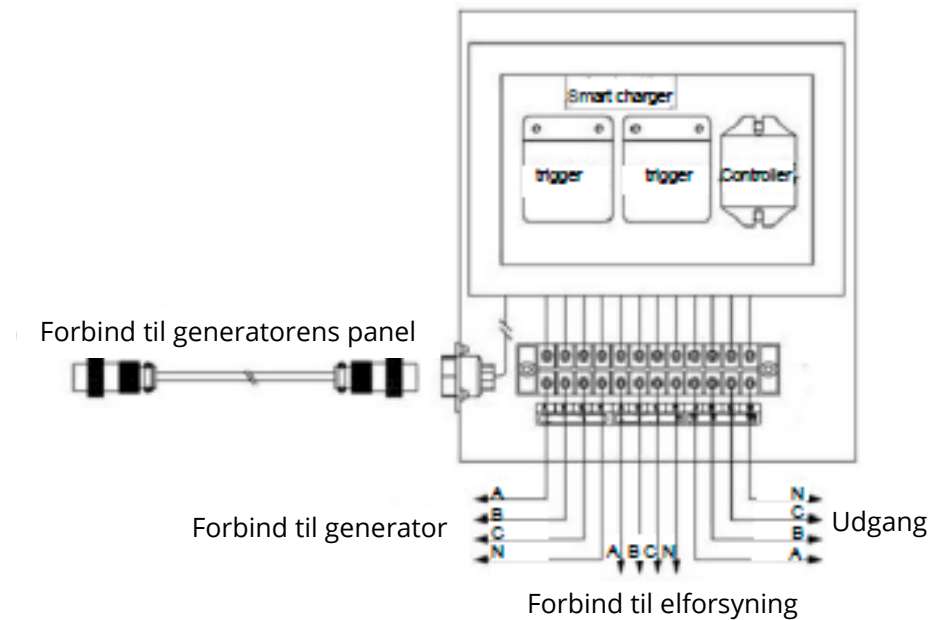 Smart charger
trigger
trigger
Controller
Forbind til generatorens panel
A
B
C
N
Forbind til generator
A B C N
N
C
B
A
Udgang
Forbind til elforsyning